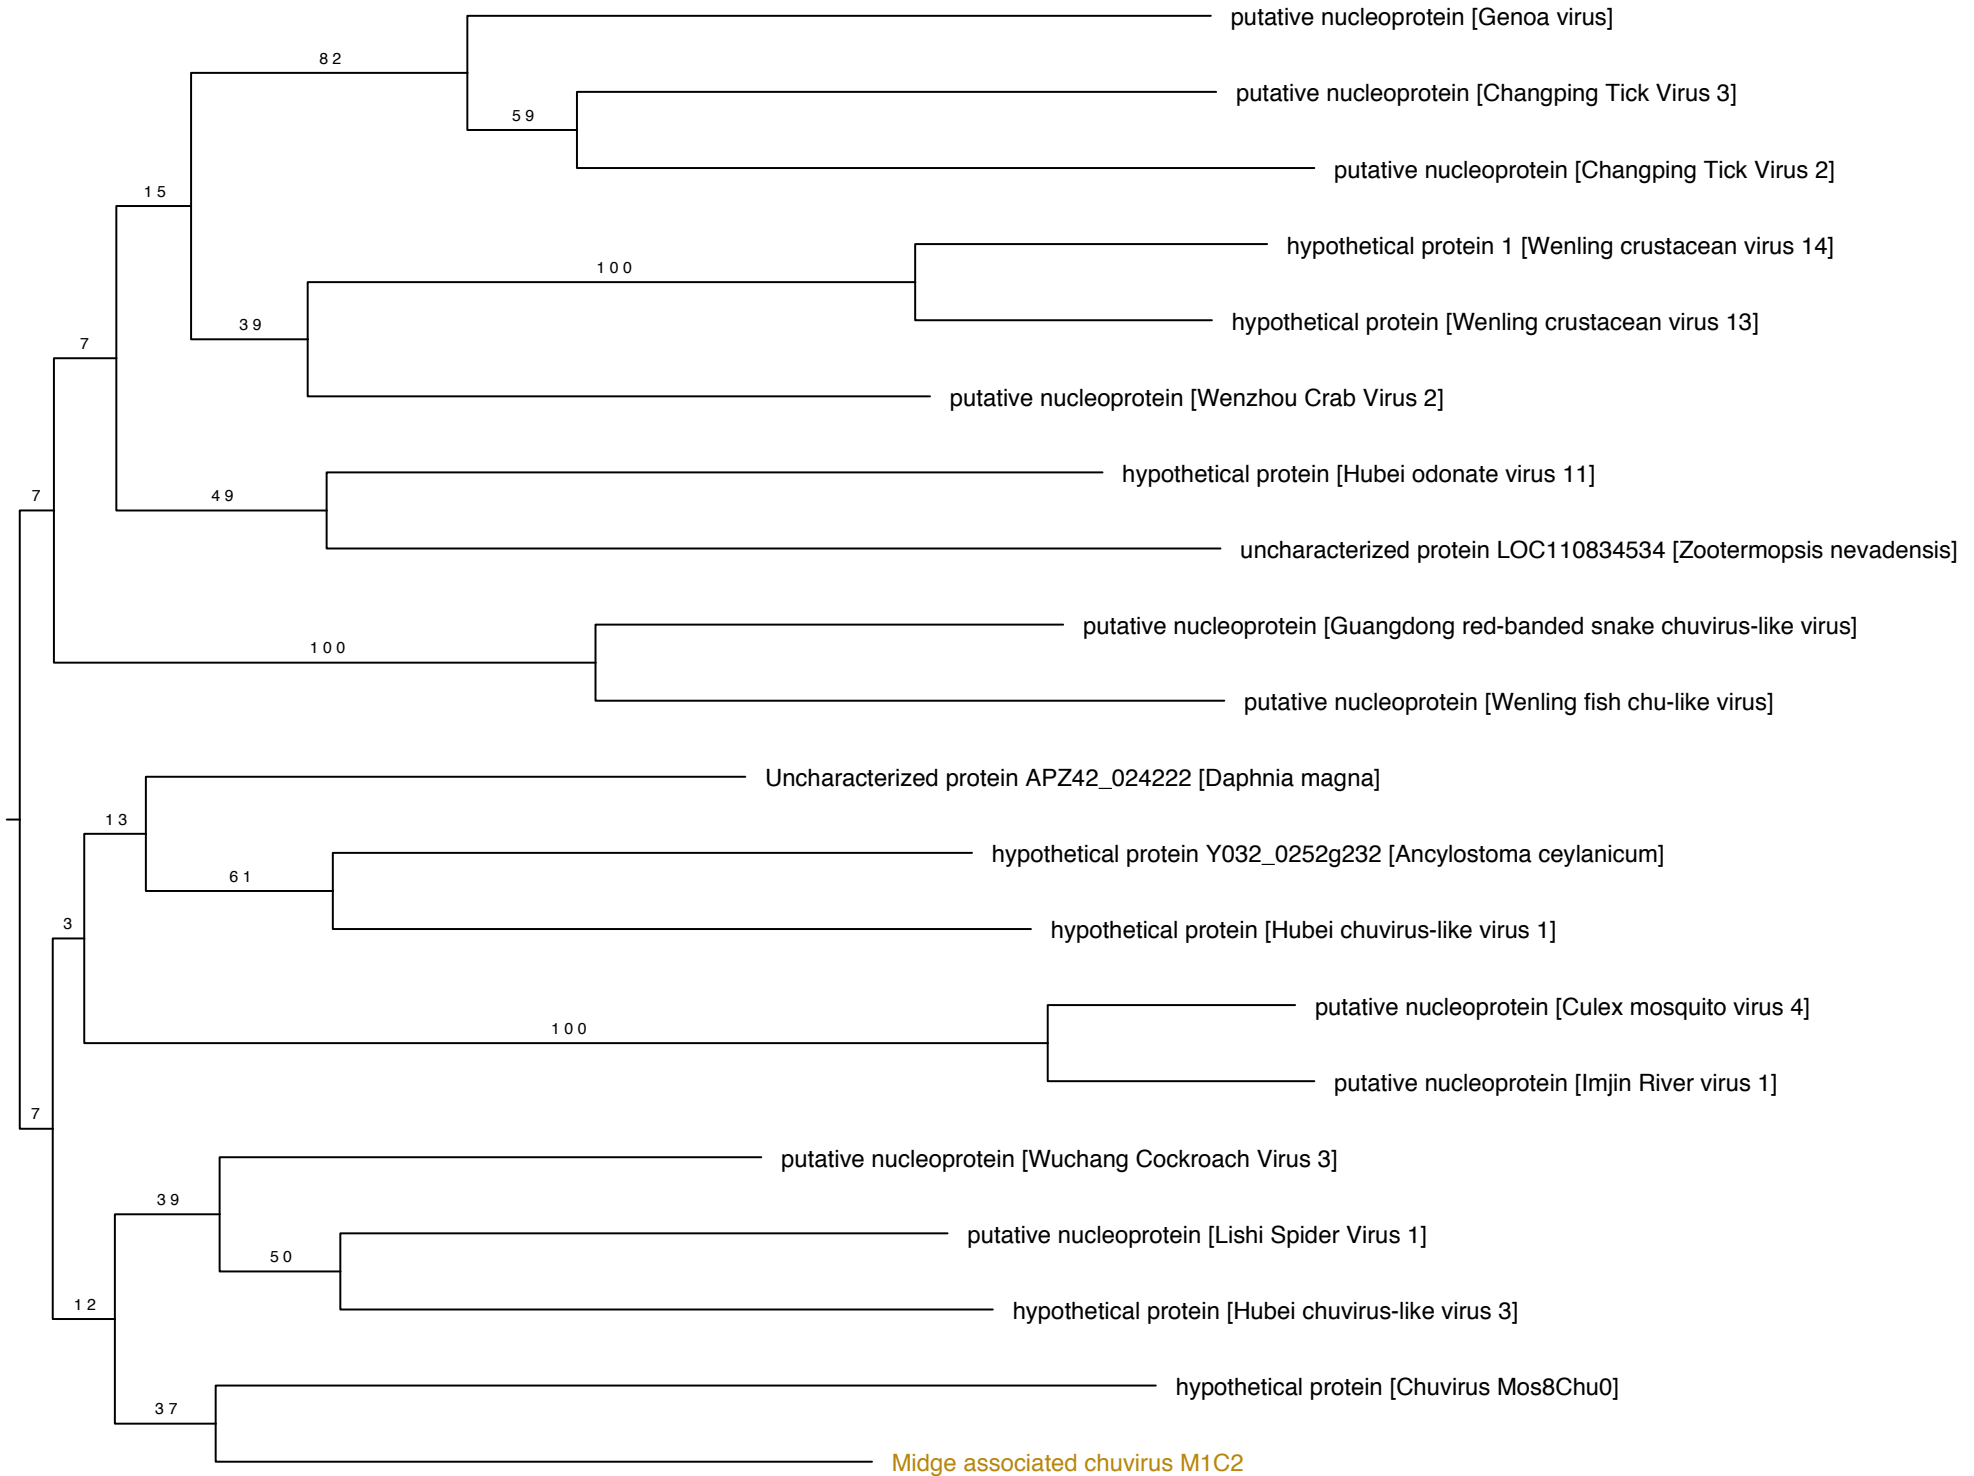 putative nucleoprotein [Genoa virus]
82
putative nucleoprotein [Changping Tick Virus 3]
59
putative nucleoprotein [Changping Tick Virus 2]
15
hypothetical protein 1 [Wenling crustacean virus 14]
100
hypothetical protein [Wenling crustacean virus 13]
39
7
putative nucleoprotein [Wenzhou Crab Virus 2]
hypothetical protein [Hubei odonate virus 11]
7
49
uncharacterized protein LOC110834534 [Zootermopsis nevadensis]
putative nucleoprotein [Guangdong red-banded snake chuvirus-like virus]
100
putative nucleoprotein [Wenling fish chu-like virus]
Uncharacterized protein APZ42_024222 [Daphnia magna]
13
hypothetical protein Y032_0252g232 [Ancylostoma ceylanicum]
61
3
hypothetical protein [Hubei chuvirus-like virus 1]
putative nucleoprotein [Culex mosquito virus 4]
100
putative nucleoprotein [Imjin River virus 1]
7
putative nucleoprotein [Wuchang Cockroach Virus 3]
39
putative nucleoprotein [Lishi Spider Virus 1]
50
12
hypothetical protein [Hubei chuvirus-like virus 3]
hypothetical protein [Chuvirus Mos8Chu0]
37
Midge associated chuvirus M1C2